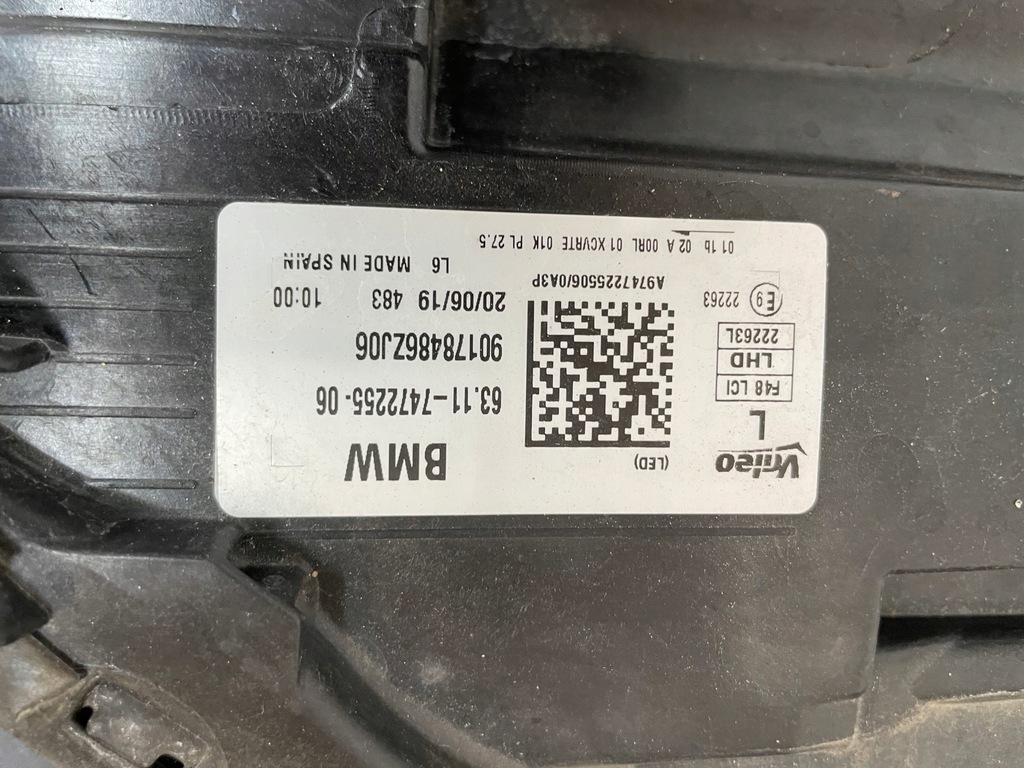 Valeo
(LED)
BMW
L
F48 LCI
LHD
22263L
E9
22263
63.11-7472255-06
90178486ZJ06
20/06/19 483 10:00
L6 MADE IN SPAIN
A9747225506/0A3P
01 1b 02 A 00RL 01 XCVRTE 01K PL 27.5